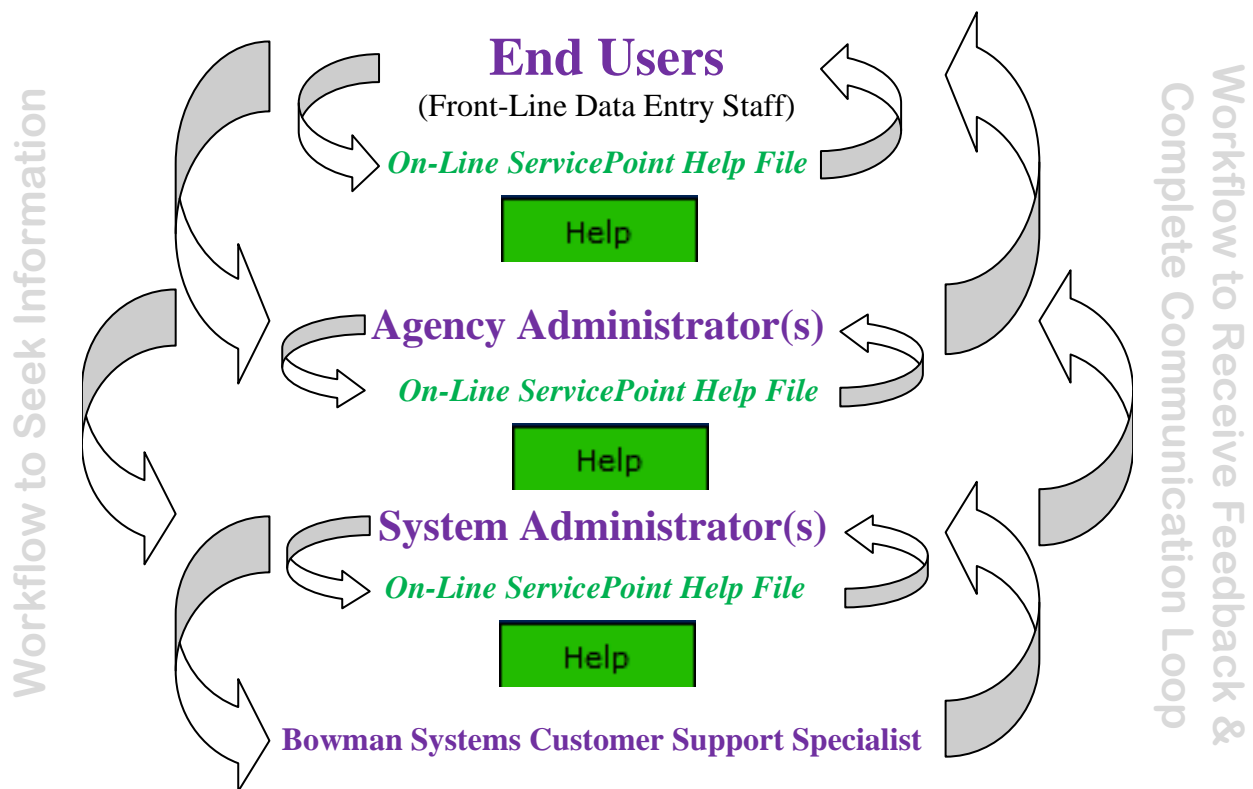 Workflow to Seek Information
End Users
(Front-Line Data Entry Staff)
On-Line ServicePoint Help File
Help
Agency Administrator(s)
On-Line ServicePoint Help File
Help
System Administrator(s)
On-Line ServicePoint Help File
Help
Bowman Systems Customer Support Specialist
Workflow to Receive Feedback &
Complete Communication Loop